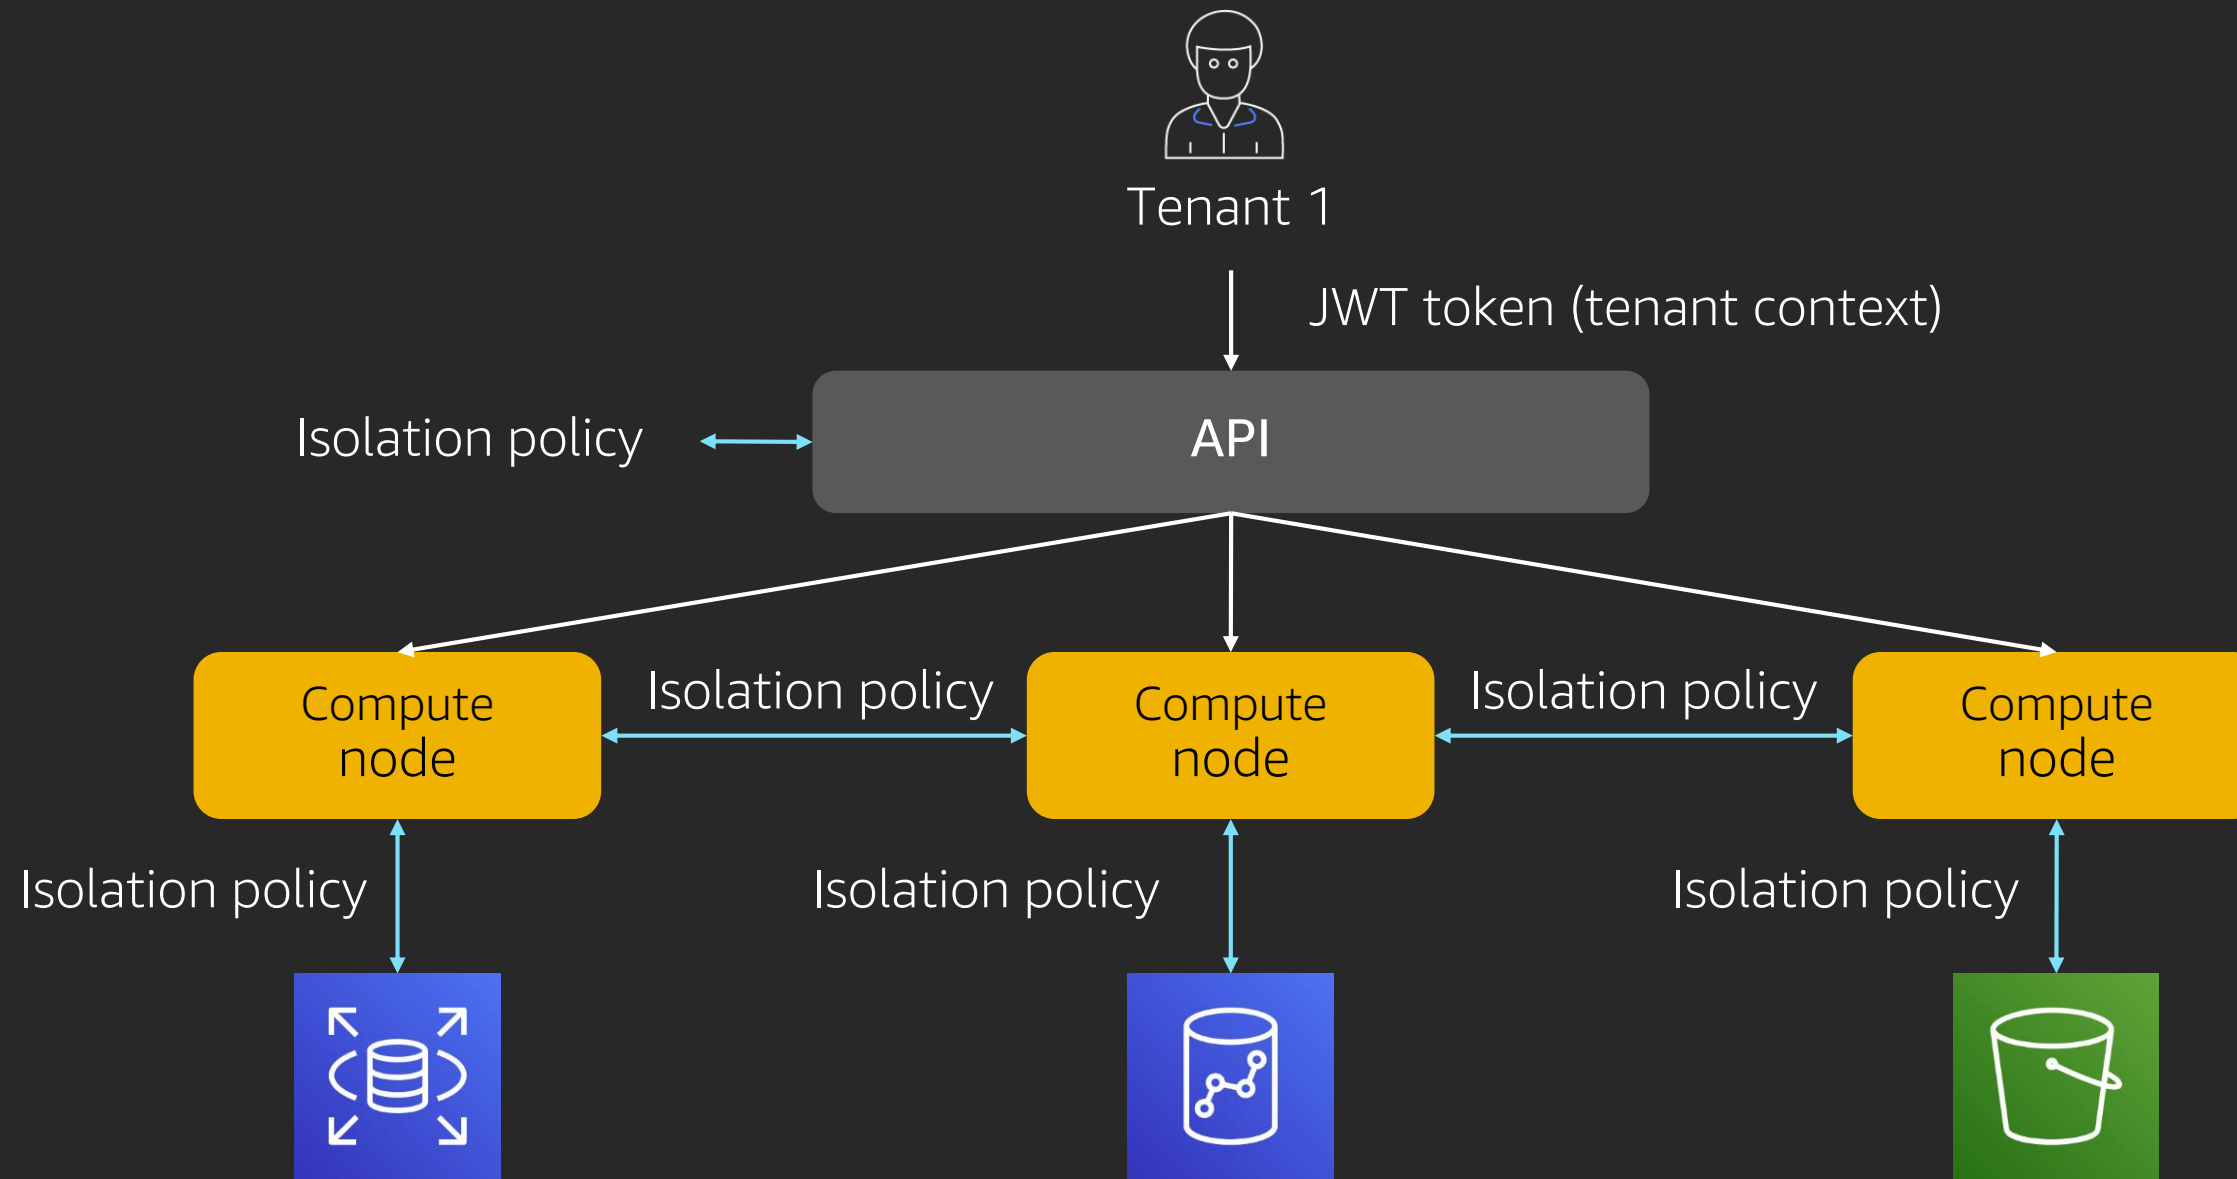 Tenant 1
JWT token (tenant context)
Isolation policy
API
Compute
node
Isolation policy
Compute
node
Isolation policy
Compute
node
Isolation policy
Isolation policy
Isolation policy